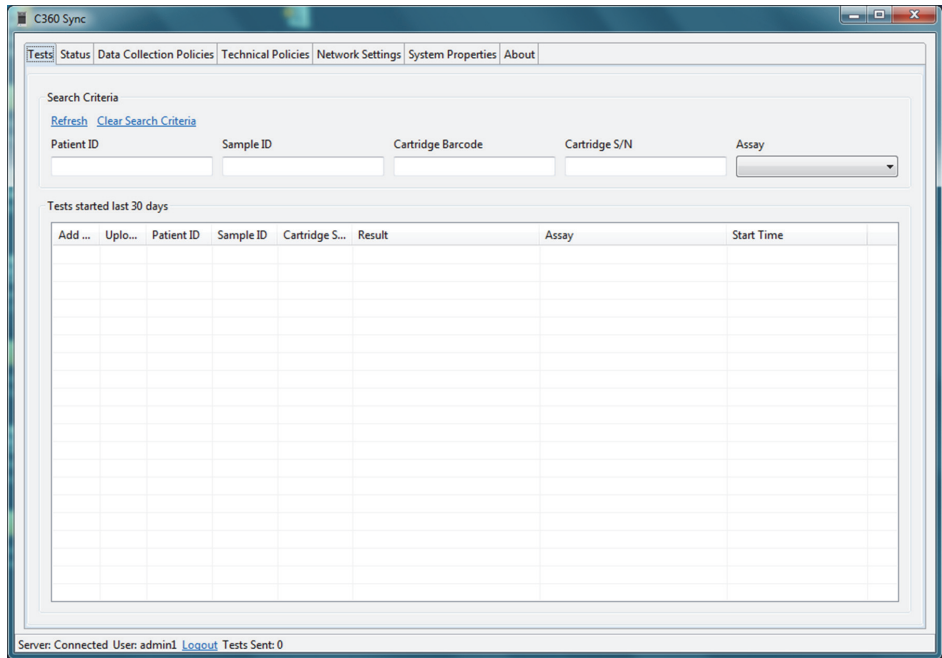 C360 Sync
Tests Status Data Collection Policies Technical Policies Network Settings System Properties About
Search Criteria
Refresh Clear Search Criteria
Patient ID Sample ID Cartridge Barcode Cartridge S/N Assay
Tests started last 30 days
Add ... Uplo... Patient ID Sample ID Cartridge S... Result Assay Start Time
Server: Connected User: admin1 Logout Tests Sent: 0